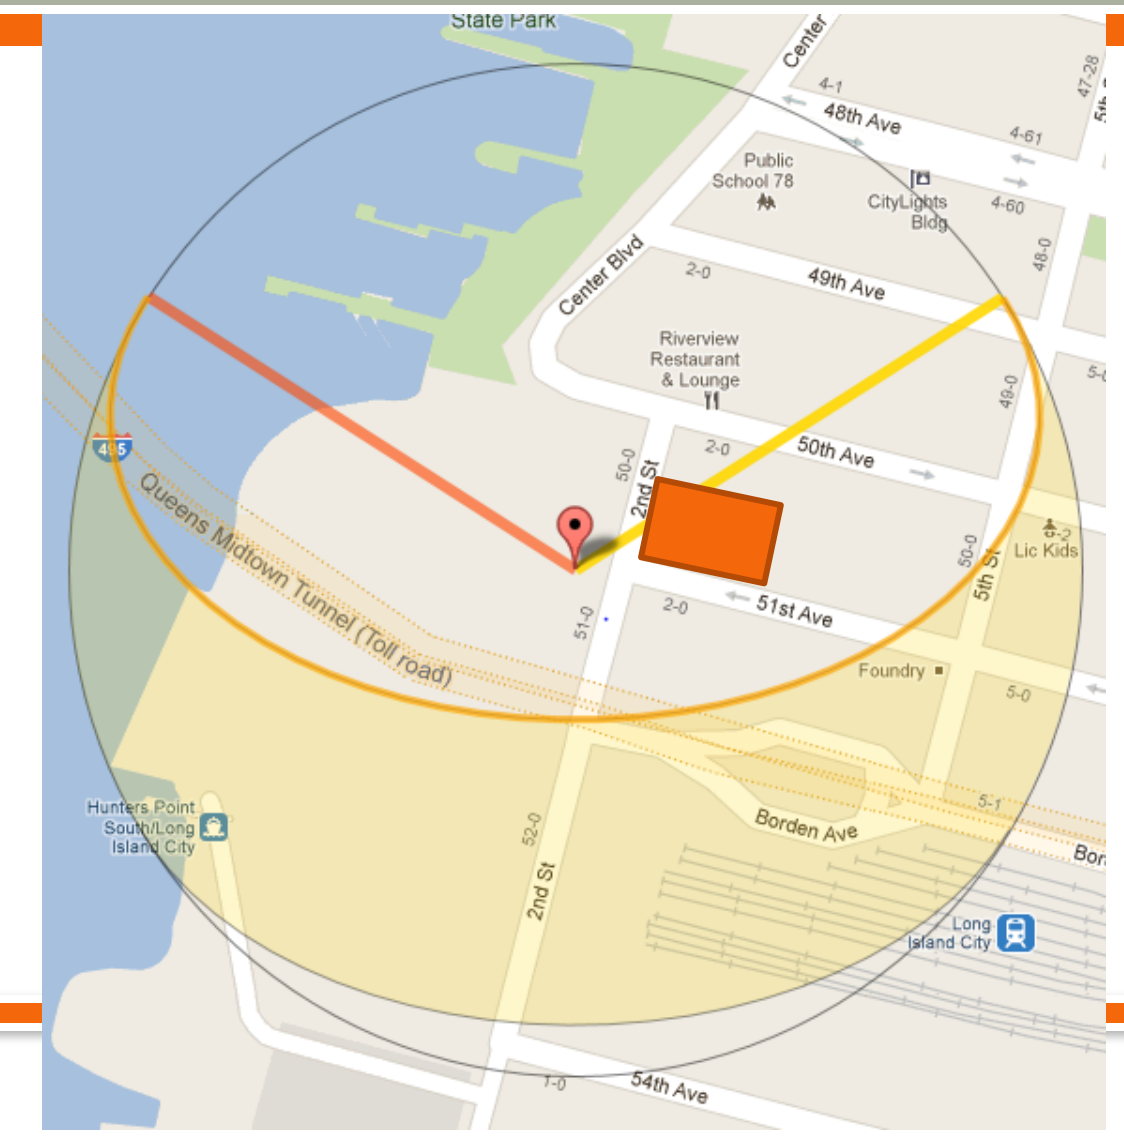 State Park
Center
4-1
48th Ave
47-28
4-61
Public
School 78
CityLights
Bldg
4-60
48-0
Center Blvd
2-0
49th Ave
Riverview
Restaurant
& Lounge
49-0
2-0
50th Ave
50-0
2nd St
495
Queens Midtown Tunnel (Toll road)
Lic Kids
50-0
5th St
51-0
2-0
51st Ave
Foundry
5-0
5-1
Hunters Point
South/Long
Island City
52-0
Borden Ave
2nd St
Long
Island City
1-0
54th Ave